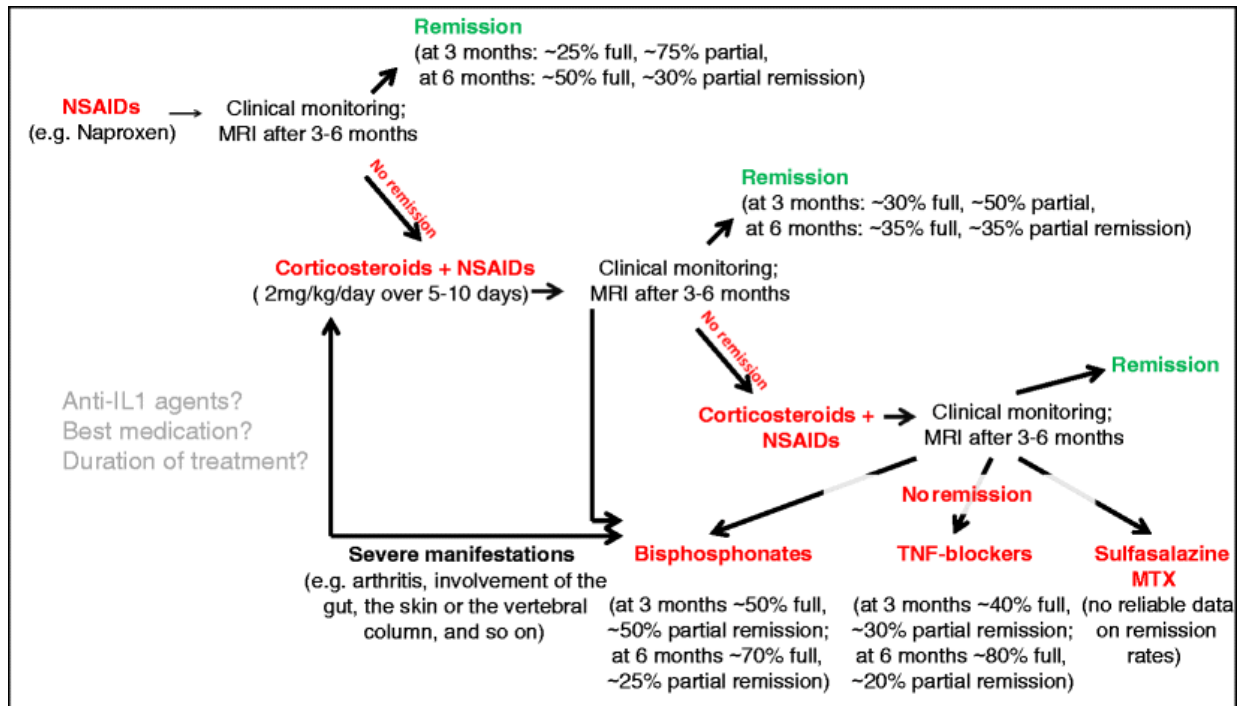 Remission
(at 3 months: ~25% full, ~75% partial,
at 6 months: ~50% full, ~30% partial remission)
NSAIDs
(e.g. Naproxen)
Clinical monitoring;
MRI after 3-6 months
No remission
Remission
(at 3 months: ~30% full, ~50% partial,
at 6 months: ~35% full, ~35% partial remission)
Corticosteroids + NSAIDs
( 2mg/kg/day over 5-10 days)
Clinical monitoring;
MRI after 3-6 months
No remission
Remission
Anti-IL1 agents?
Best medication?
Duration of treatment?
Corticosteroids +
NSAIDs
Clinical monitoring;
MRI after 3-6 months
No remission
Severe manifestations
(e.g. arthritis, involvement of the
gut, the skin or the vertebral
column, and so on)
Bisphosphonates
(at 3 months ~50% full,
~50% partial remission;
at 6 months ~70% full,
~25% partial remission)
TNF-blockers
(at 3 months ~40% full,
~30% partial remission;
at 6 months ~80% full,
~20% partial remission)
Sulfasalazine
MTX
(no reliable data
on remission
rates)